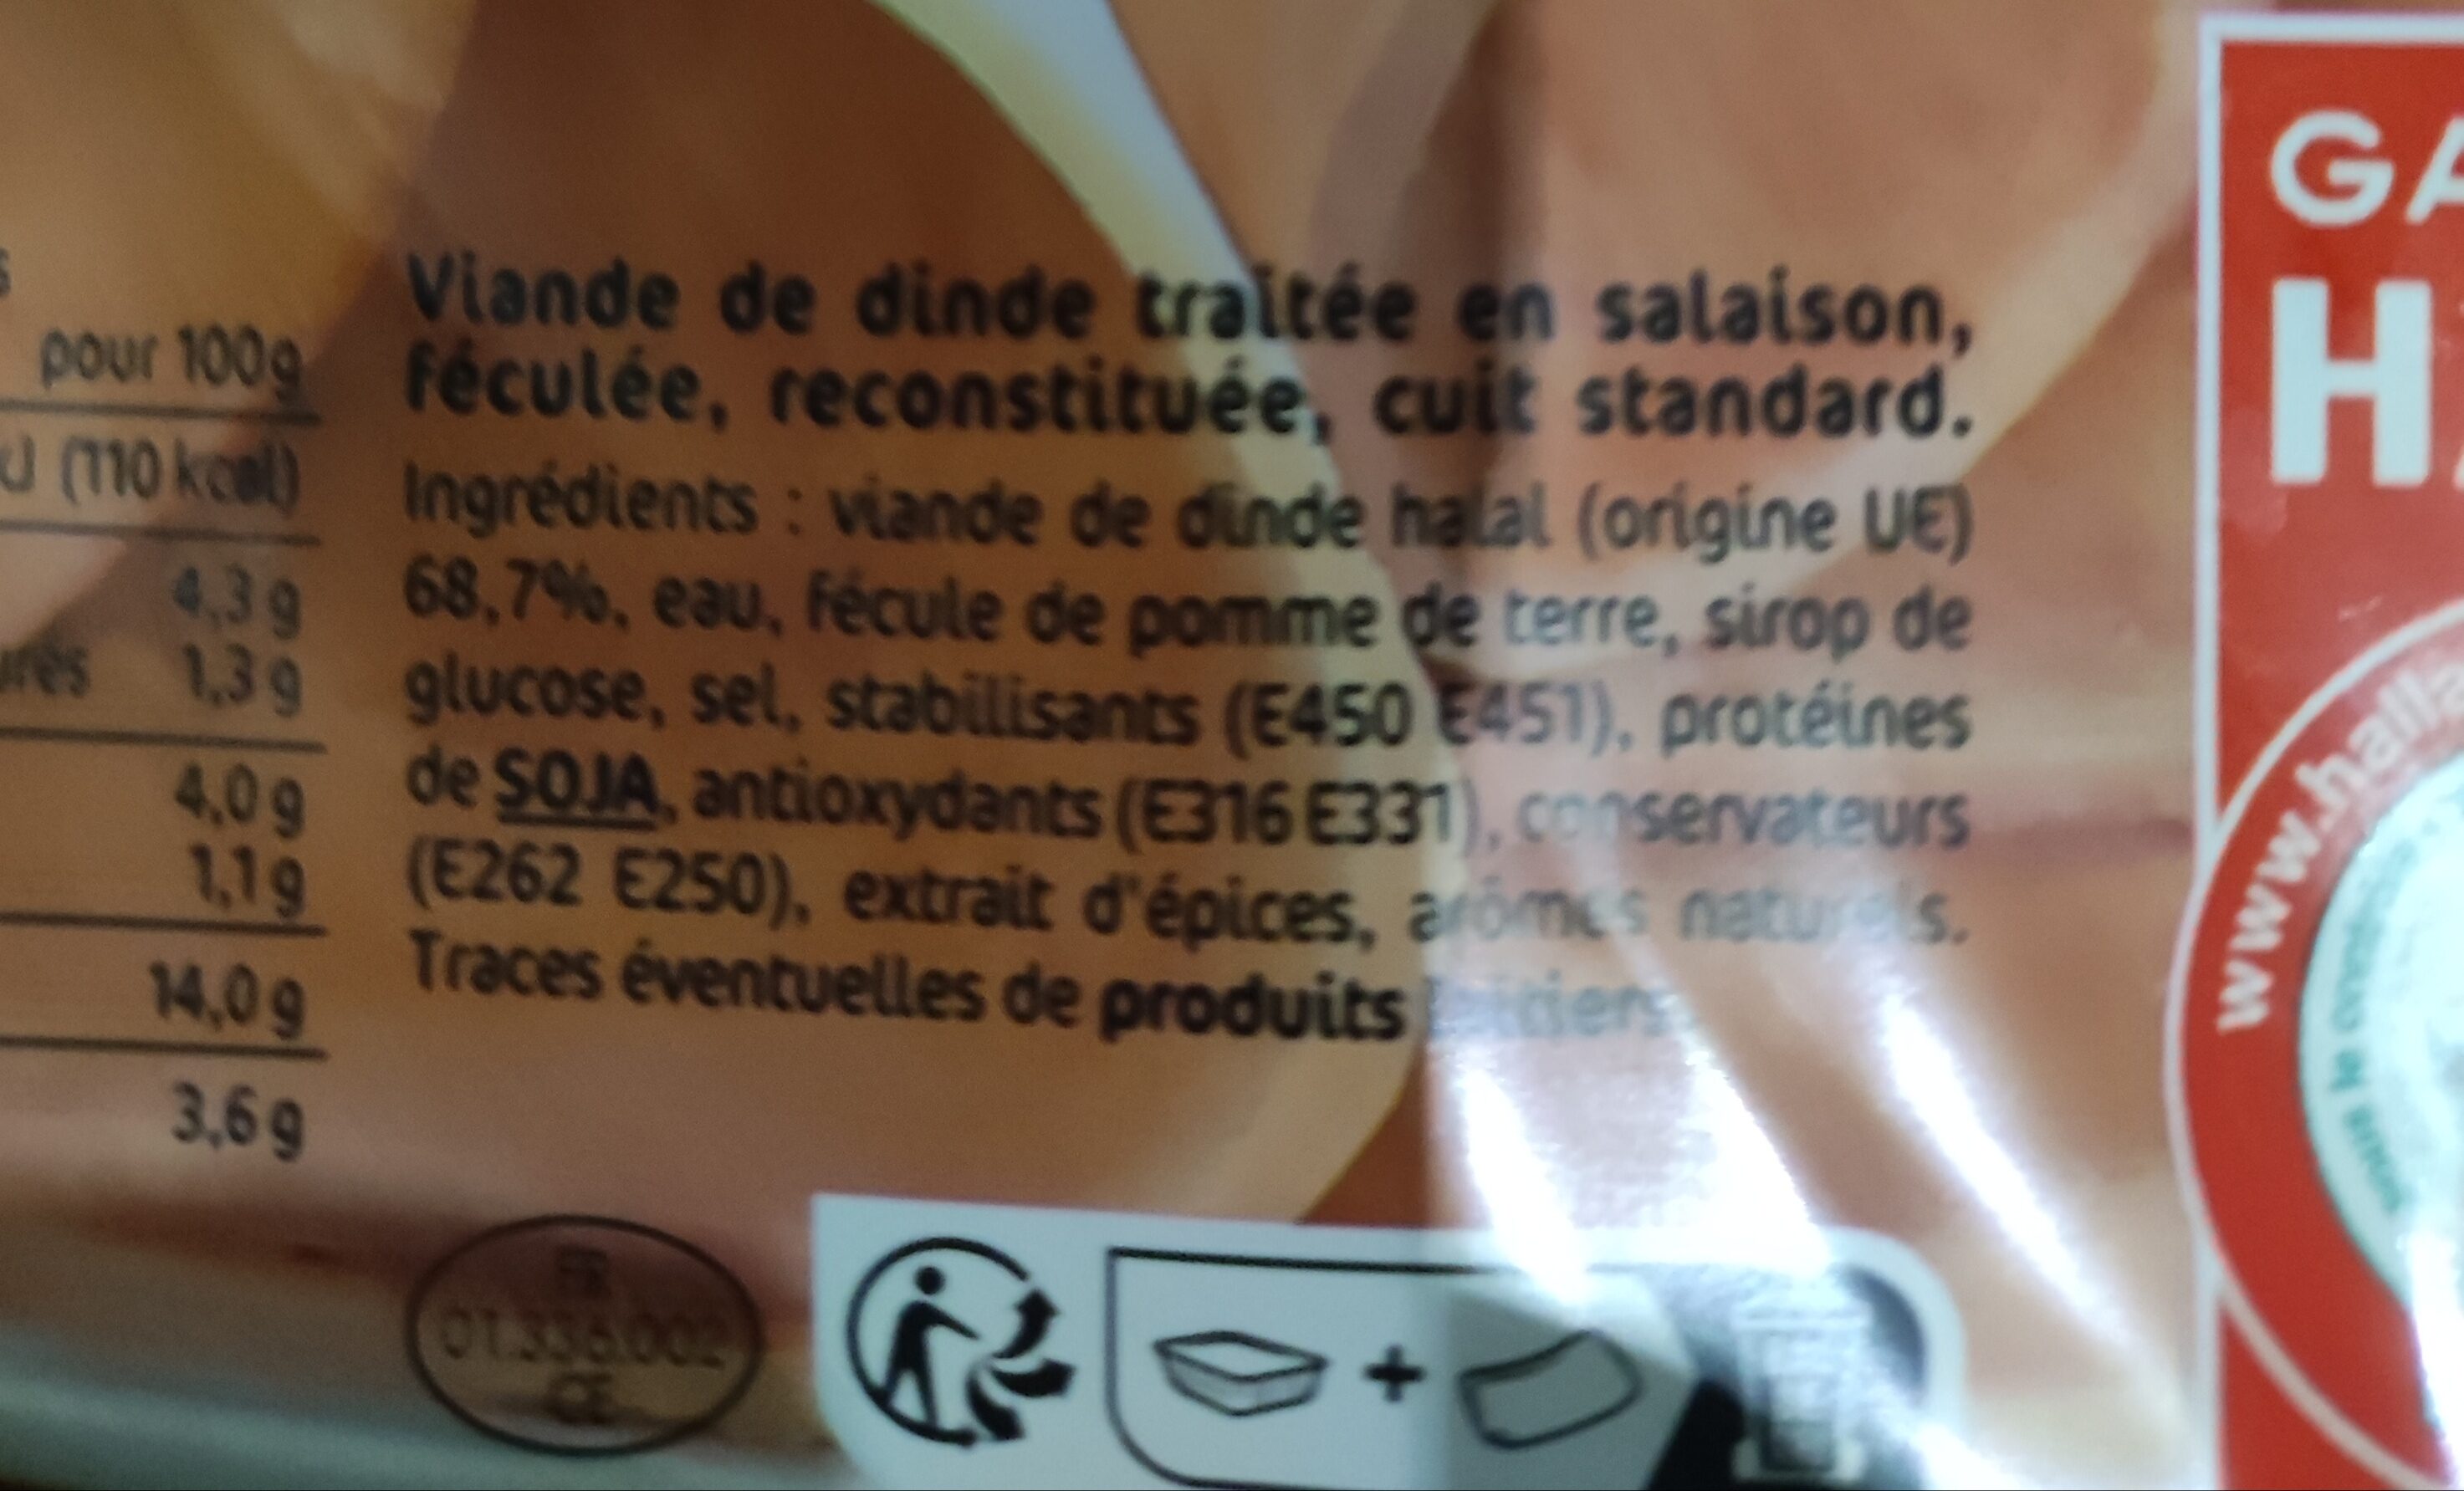 pour 100g
(110 kcal)
4,3 g
1,3 g
4,0 g
1,1 g
14,0 g
3,6 g
Viande de dinde traitée en salaison,
féculée, reconstituée, cuit standard.
Ingrédients : viande de dinde halal (origine UE)
68,7%, eau, fécule de pomme de terre, sirop de
glucose, sel, stabilisants (E450 E451), protéines
de SOJA, antioxydants (E316 E331), conservateurs
(E262 E250), extrait d'épices, arômes naturels.
Traces éventuelles de produits laitiers
FR
01.336.002
CE
+
GA
H
www.halla